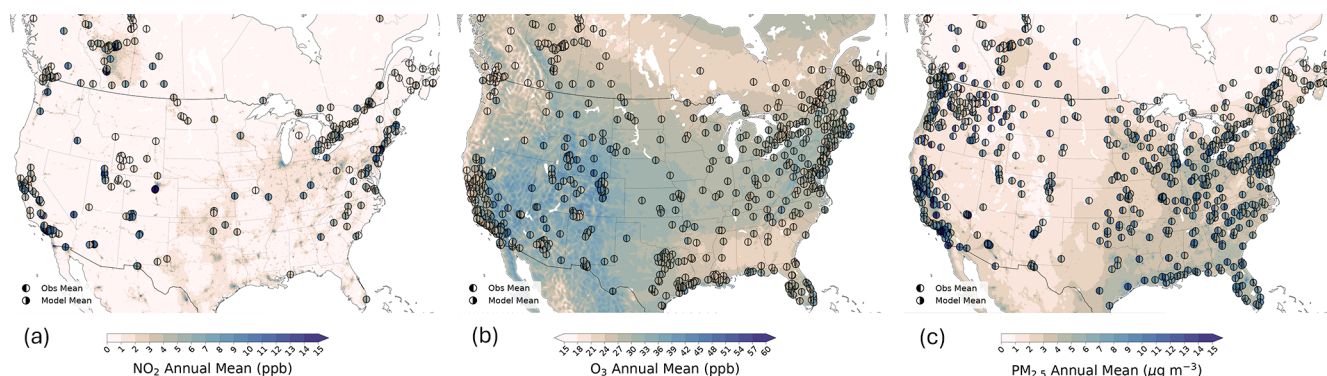 Obs Mean
Model Mean
(a)
0 1 2 3 4 5 6 7 8 9 10 11 12 13 14 15
NO₂ Annual Mean (ppb)
Obs Mean
Model Mean
(b)
15 18 21 24 27 30 33 36 39 42 45 48 51 54 57 60
O₃ Annual Mean (ppb)
Obs Mean
Model Mean
(c)
0 1 2 3 4 5 6 7 8 9 10 11 12 13 14 15
PM₂.₅ Annual Mean (μg m⁻³)